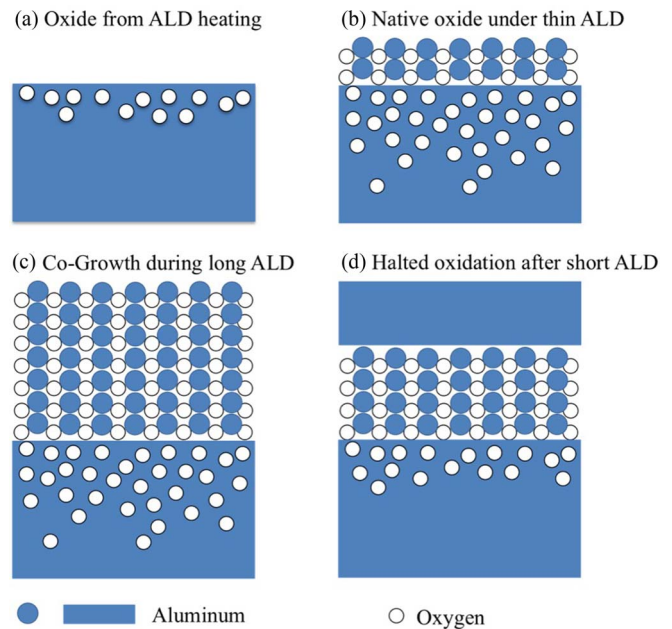 (a) Oxide from ALD heating
(b) Native oxide under thin ALD
(c) Co-Growth during long ALD
(d) Halted oxidation after short ALD
Aluminum
Oxygen